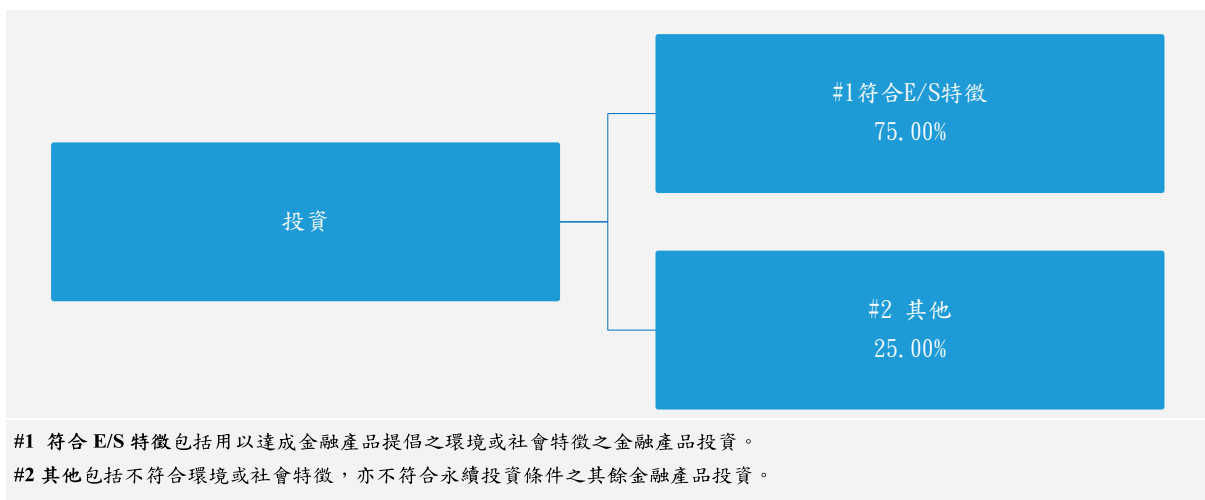 #1符合E/S特徵
75.00%
投資
#2 其他
25.00%
#1 符合 E/S 特徵包括用以達成金融產品提倡之環境或社會特徵之金融產品投資。
#2 其他包括不符合環境或社會特徵，亦不符合永續投資條件之其餘金融產品投資。